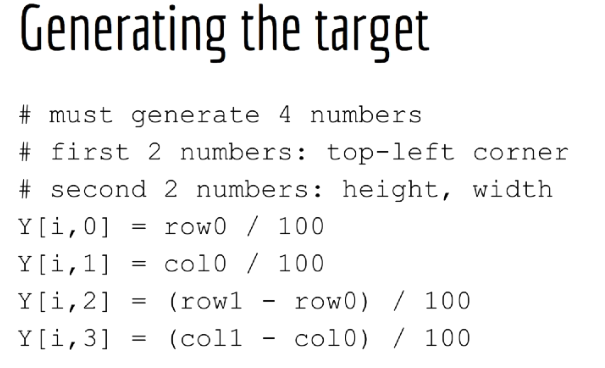 Generating the target
# must generate 4 numbers
# first 2 numbers: top-left corner
# second 2 numbers: height, width
Y[i,0] = row0 / 100
Y[i,1] = col0 / 100
Y[i,2] = (row1 - row0) / 100
Y[i,3] = (col1 - col0) / 100